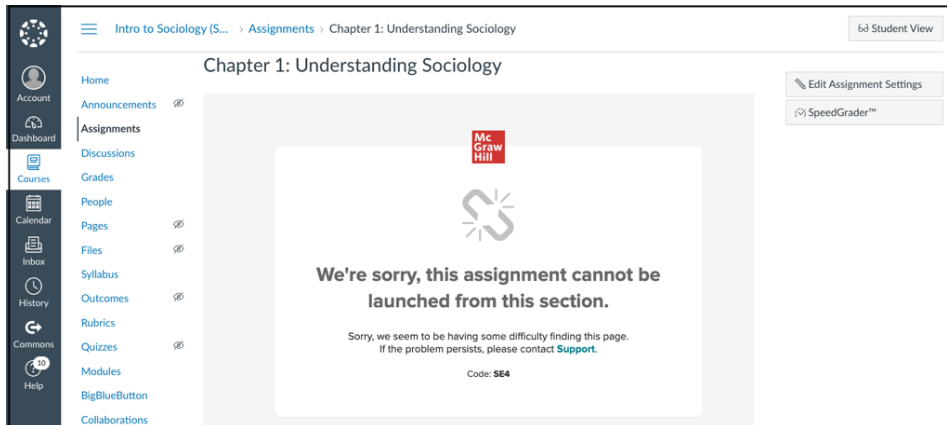 Intro to Sociology (S... › Assignments › Chapter 1: Understanding Sociology
Student View
Account
Dashboard
Courses
Calendar
Inbox
History
Commons
10
Help
Home
Announcements
Assignments
Discussions
Grades
People
Pages
Files
Syllabus
Outcomes
Rubrics
Quizzes
Modules
BigBlueButton
Collaborations
Chapter 1: Understanding Sociology
Mc
Graw
Hill
We're sorry, this assignment cannot be
launched from this section.
Sorry, we seem to be having some difficulty finding this page.
If the problem persists, please contact Support.
Code: SE4
Edit Assignment Settings
SpeedGrader™